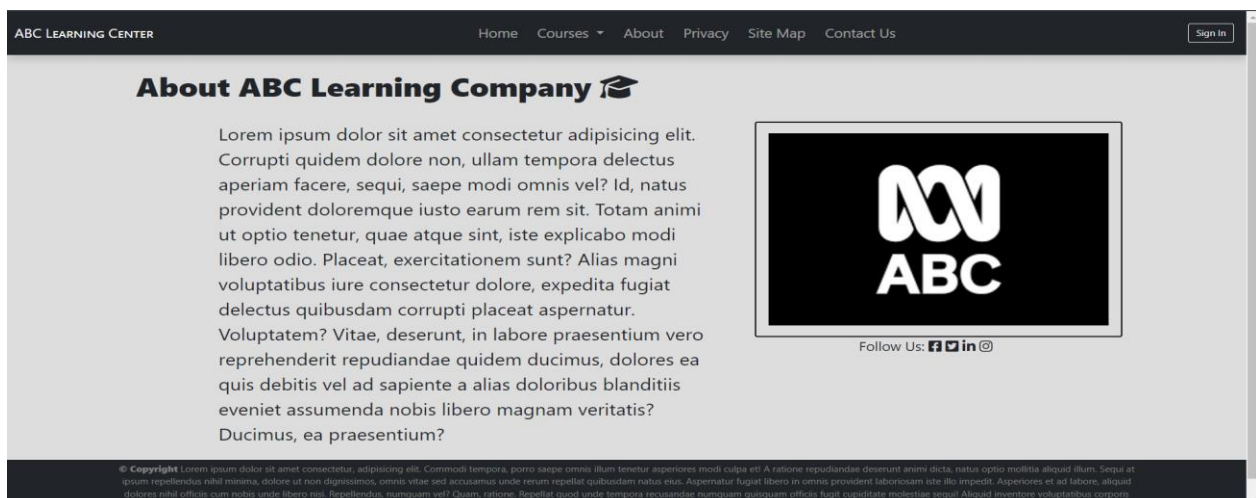 ABC LEARNING CENTER
Home Courses About Privacy Site Map Contact Us
Sign In
About ABC Learning Company
Lorem ipsum dolor sit amet consectetur adipisicing elit.
Corrupti quidem dolore non, ullam tempora delectus
aperiam facere, sequi, saepe modi omnis vel? Id, natus
provident doloremque iusto earum rem sit. Totam animi
ut optio tenetur, quae atque sint, iste explicabo modi
libero odio. Placeat, exercitationem sunt? Alias magni
voluptatibus iure consectetur dolore, expedita fugiat
delectus quibusdam corrupti placeat aspernatur.
Voluptatem? Vitae, deserunt, in labore praesentium vero
reprehenderit repudiandae quidem ducimus, dolores ea
quis debitis vel ad sapiente a alias doloribus blanditiis
eveniet assumenda nobis libero magnam veritatis?
Ducimus, ea praesentium?
ABC
Follow Us:
© Copyright Lorem ipsum dolor sit amet consectetur, adipisicing elit. Commodi tempora, porro saepe omnis illum tenetur asperiores modi culpa et! A ratione repudiandae deserunt animi dicta, natus optio mollitia aliquid illum. Sequi at
ipsum repellendus nihil minima, dolore ut non dignissimos, omnis vitae sed accusamus unde rerum repellat quibusdam natus eius. Aspernatur fugiat libero in omnis provident laboriosam iste illo impedit. Asperiores et ad labore, aliquid
dolores nihil officiis cum nobis unde libero nisi. Repellendus, numquam vel? Quam, ratione. Repellat quod unde tempora recusandae numquam quisquam officiis fugit cupiditate molestiae sequi! Aliquid inventore voluptatibus corporis